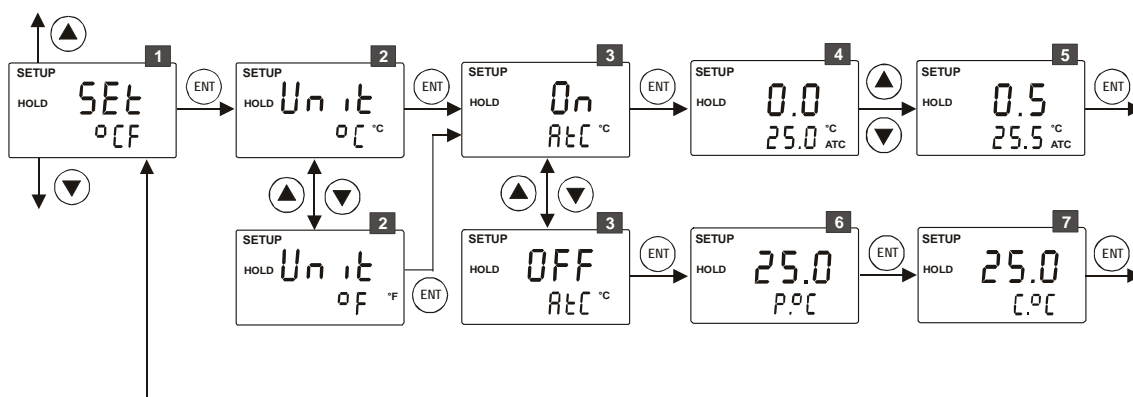 1
SETUP
HOLD
SEt
°CF
ENT
2
SETUP
HOLD
Unit
°C °C
ENT
3
SETUP
HOLD
On
AtC °C
ENT
4
SETUP
HOLD
0.0
25.0 °C
ATC
5
SETUP
HOLD
0.5
25.5 °C
ATC
ENT
2
SETUP
HOLD
Unit
°F °F
ENT
3
SETUP
HOLD
OFF
AtC °C
ENT
6
SETUP
HOLD
25.0
P.°C
ENT
7
SETUP
HOLD
25.0
C.°C
ENT